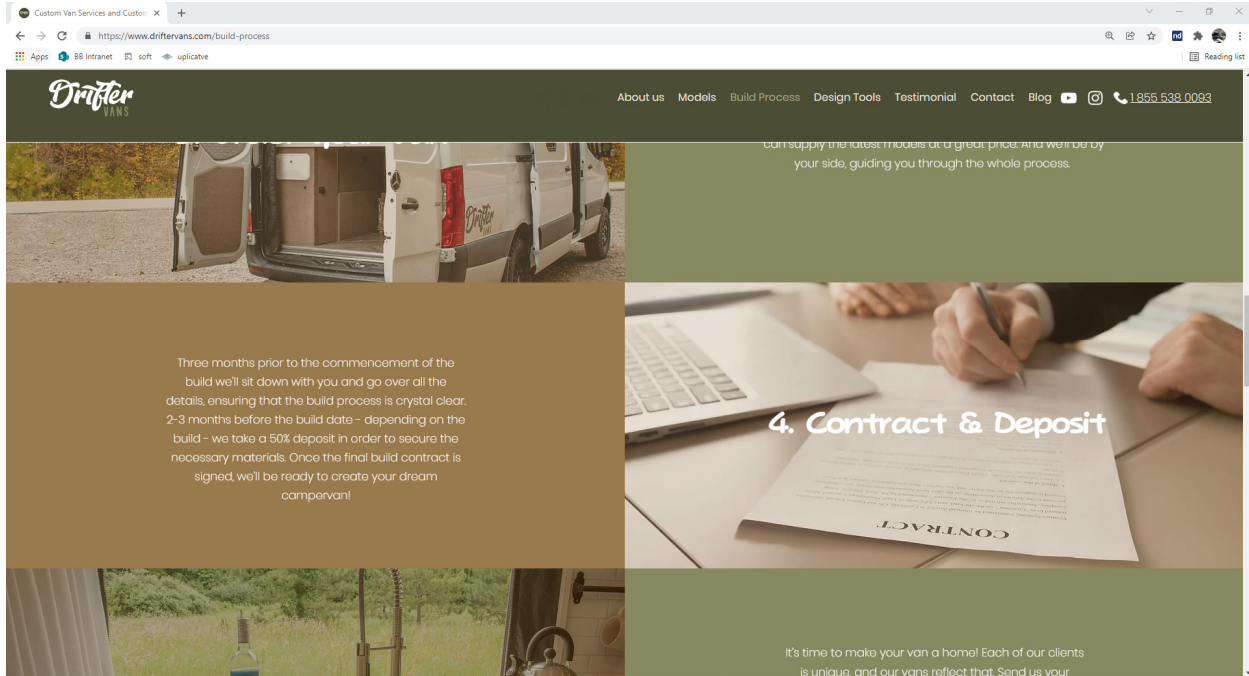 Custom Van Services and Custom
https://www.driftervans.com/build-process
Apps
BB Intranet
soft
uplicatve
Reading list
Drifter
VANS
About us
Models
Build Process
Design Tools
Testimonial
Contact
Blog
1 855 538 0093
Drifter
VANS
can supply the latest models at a great price. And we'll be by
your side, guiding you through the whole process.
Three months prior to the commencement of the
build we'll sit down with you and go over all the
details, ensuring that the build process is crystal clear.
2-3 months before the build date - depending on the
build - we take a 50% deposit in order to secure the
necessary materials. Once the final build contract is
signed, we'll be ready to create your dream
campervan!
4. Contract & Deposit
CONTRACT
It's time to make your van a home! Each of our clients
is unique, and our vans reflect that. Send us your